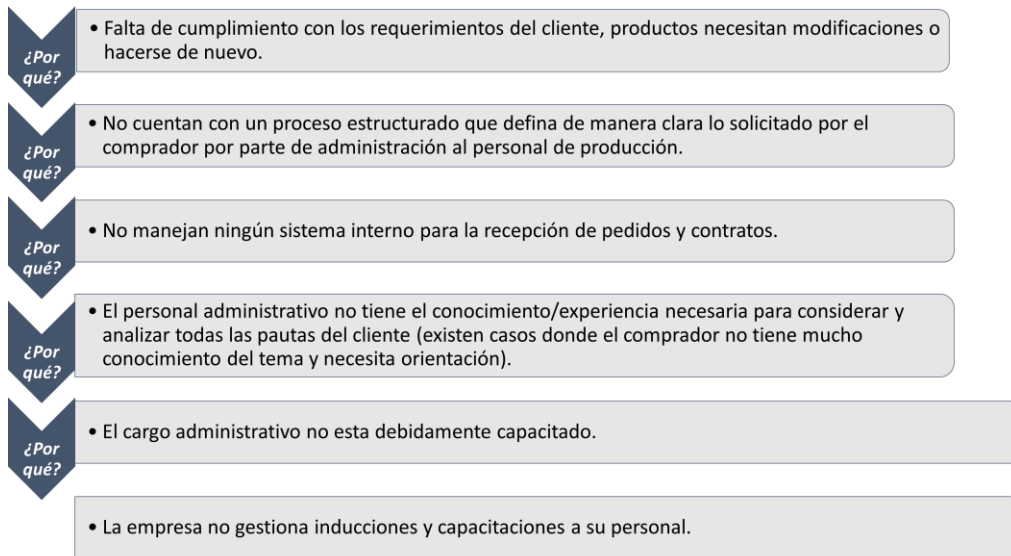 ¿Por
qué?
• Falta de cumplimiento con los requerimientos del cliente, productos necesitan modificaciones o
hacerse de nuevo.
¿Por
qué?
• No cuentan con un proceso estructurado que defina de manera clara lo solicitado por el
comprador por parte de administración al personal de producción.
¿Por
qué?
• No manejan ningún sistema interno para la recepción de pedidos y contratos.
¿Por
qué?
• El personal administrativo no tiene el conocimiento/experiencia necesaria para considerar y
analizar todas las pautas del cliente (existen casos donde el comprador no tiene mucho
conocimiento del tema y necesita orientación).
¿Por
qué?
• El cargo administrativo no esta debidamente capacitado.
• La empresa no gestiona inducciones y capacitaciones a su personal.